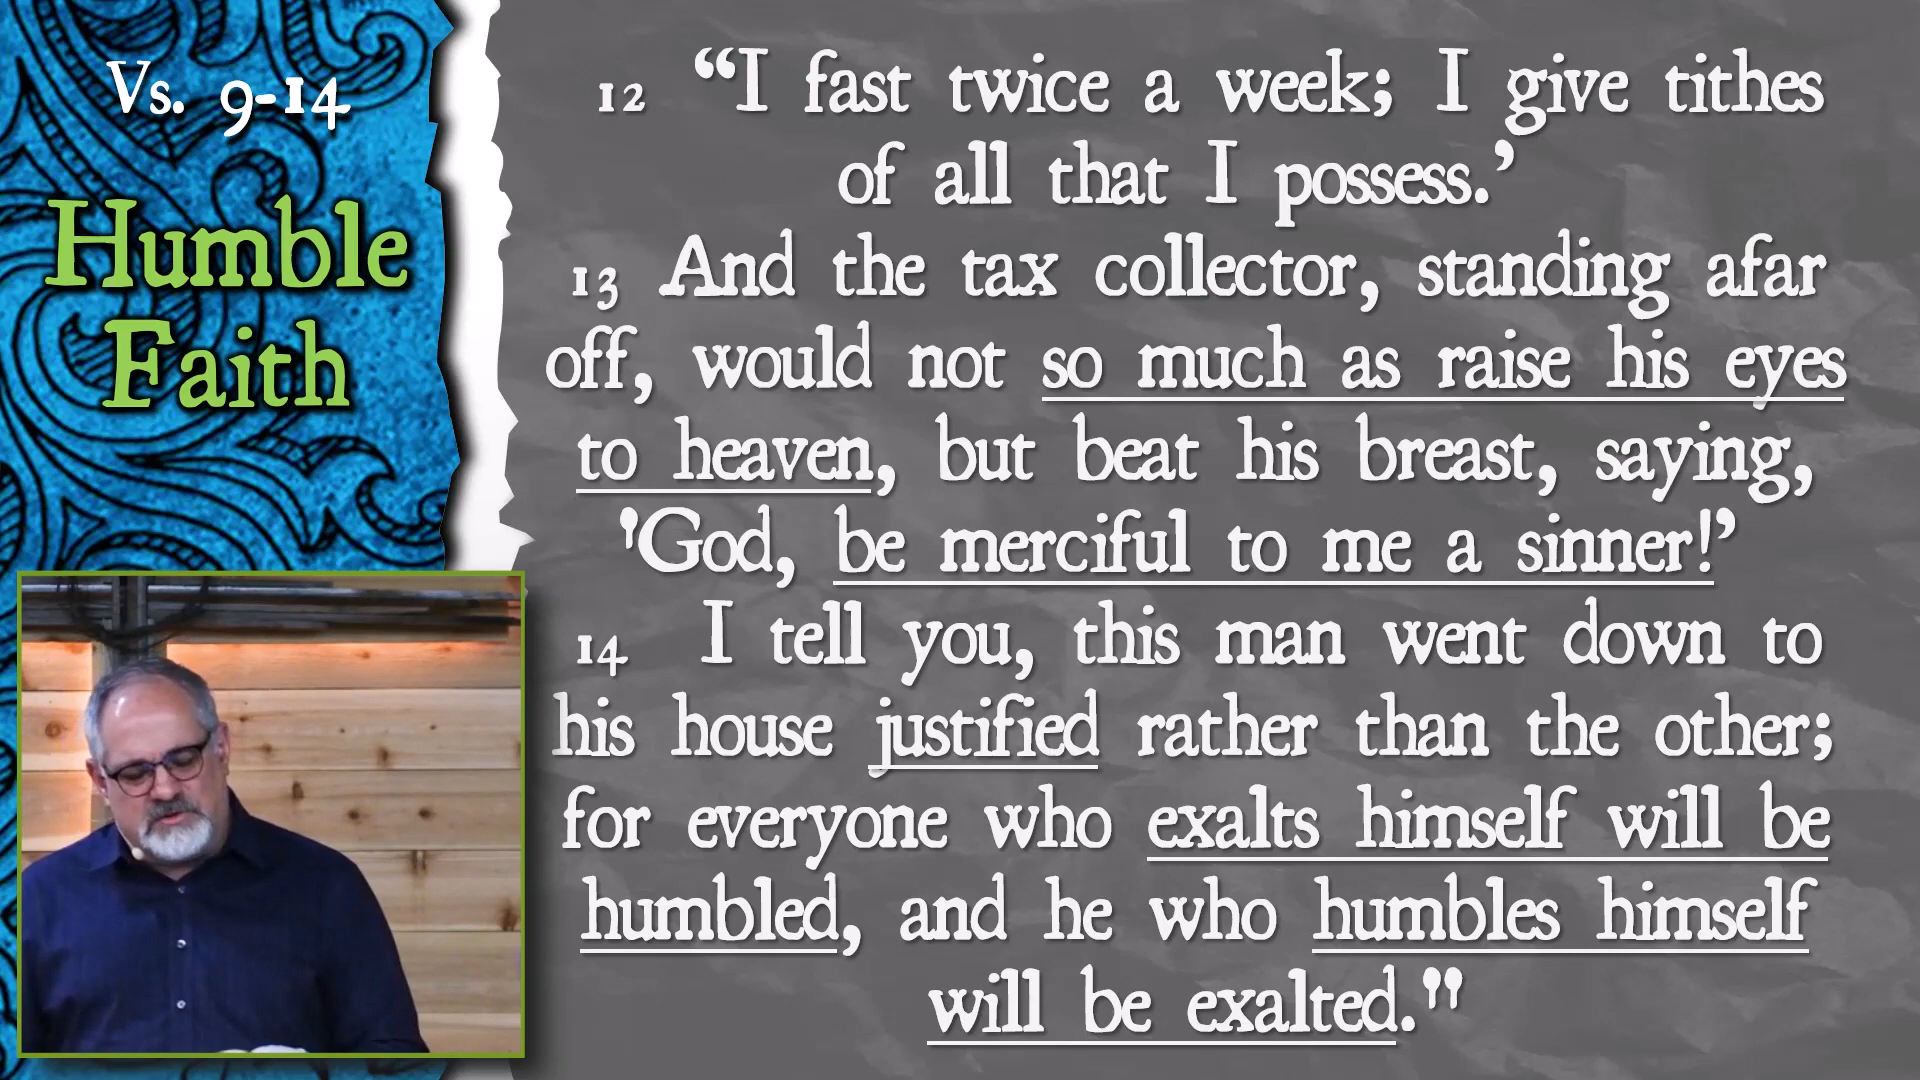 Vs. 9-14
Humble
Faith
12 “I fast twice a week; I give tithes
of all that I possess.’
13 And the tax collector, standing afar
off, would not so much as raise his eyes
to heaven, but beat his breast, saying,
'God, be merciful to me a sinner!’
14 I tell you, this man went down to
his house justified rather than the other;
for everyone who exalts himself will be
humbled, and he who humbles himself
will be exalted."